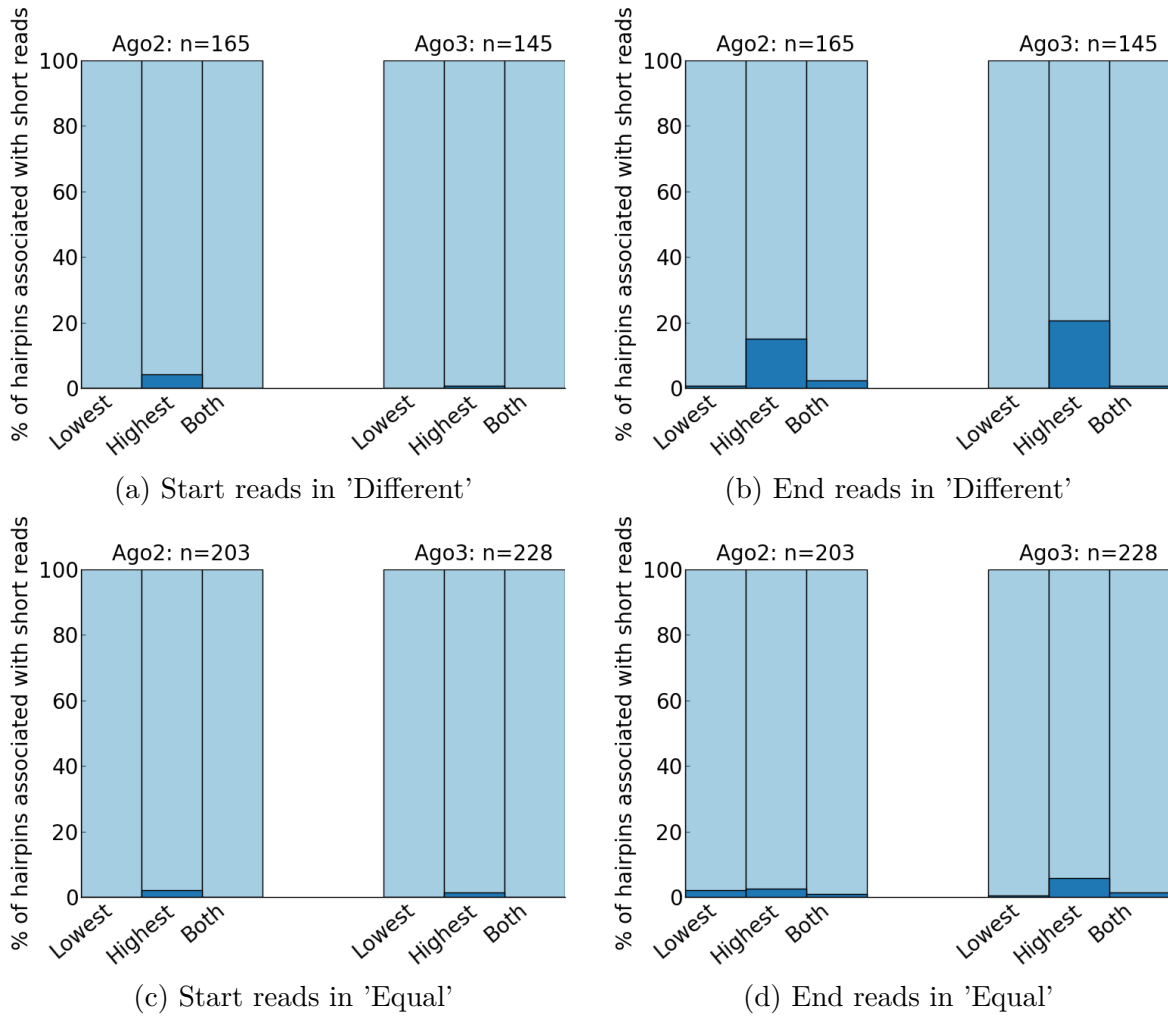 Ago2: n=165
Ago3: n=145
% of hairpins associated with short reads
100
80
60
40
20
0
Lowest
Highest
Both
Lowest
Highest
Both
(a) Start reads in 'Different'
Ago2: n=165
Ago3: n=145
% of hairpins associated with short reads
100
80
60
40
20
0
Lowest
Highest
Both
Lowest
Highest
Both
(b) End reads in 'Different'
Ago2: n=203
Ago3: n=228
% of hairpins associated with short reads
100
80
60
40
20
0
Lowest
Highest
Both
Lowest
Highest
Both
(c) Start reads in 'Equal'
Ago2: n=203
Ago3: n=228
% of hairpins associated with short reads
100
80
60
40
20
0
Lowest
Highest
Both
Lowest
Highest
Both
(d) End reads in 'Equal'